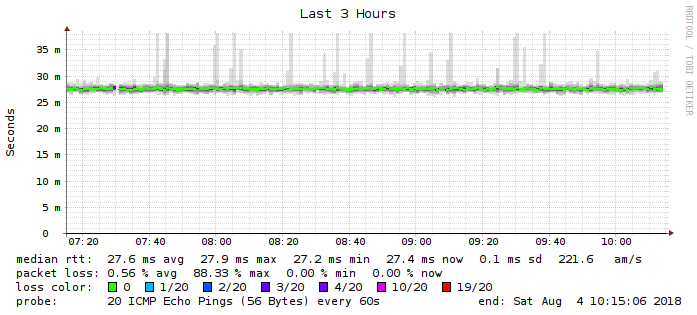 Last 3 Hours
RRDTOOL / TOBI OETIKER
Seconds
35 m
30 m
25 m
20 m
15 m
10 m
5 m
0
07:20 07:40 08:00 08:20 08:40 09:00 09:20 09:40 10:00
median rtt: 27.6 ms avg 27.9 ms max 27.2 ms min 27.4 ms now 0.1 ms sd 221.6 am/s
packet loss: 0.56 % avg 88.33 % max 0.00 % min 0.00 % now
loss color: 0 1/20 2/20 3/20 4/20 10/20 19/20
probe: 20 ICMP Echo Pings (56 Bytes) every 60s end: Sat Aug 4 10:15:06 2018